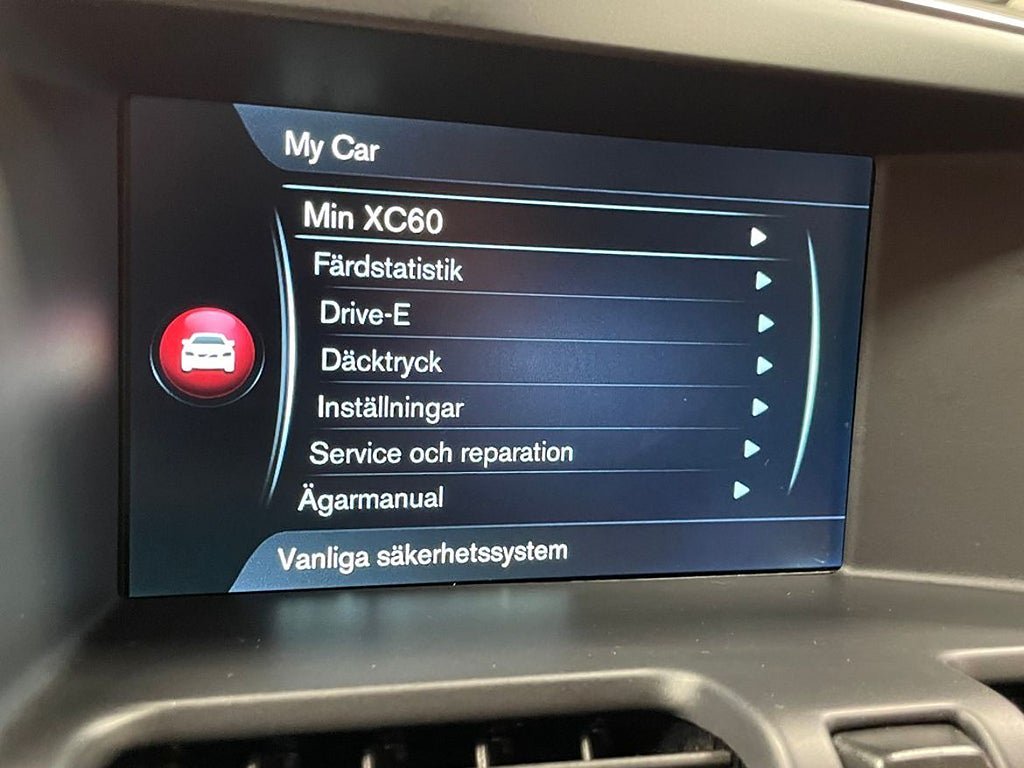 My Car
Min XC60
Färdstatistik
Drive-E
Däcktryck
Inställningar
Service och reparation
Ägarmanual
Vanliga säkerhetssystem